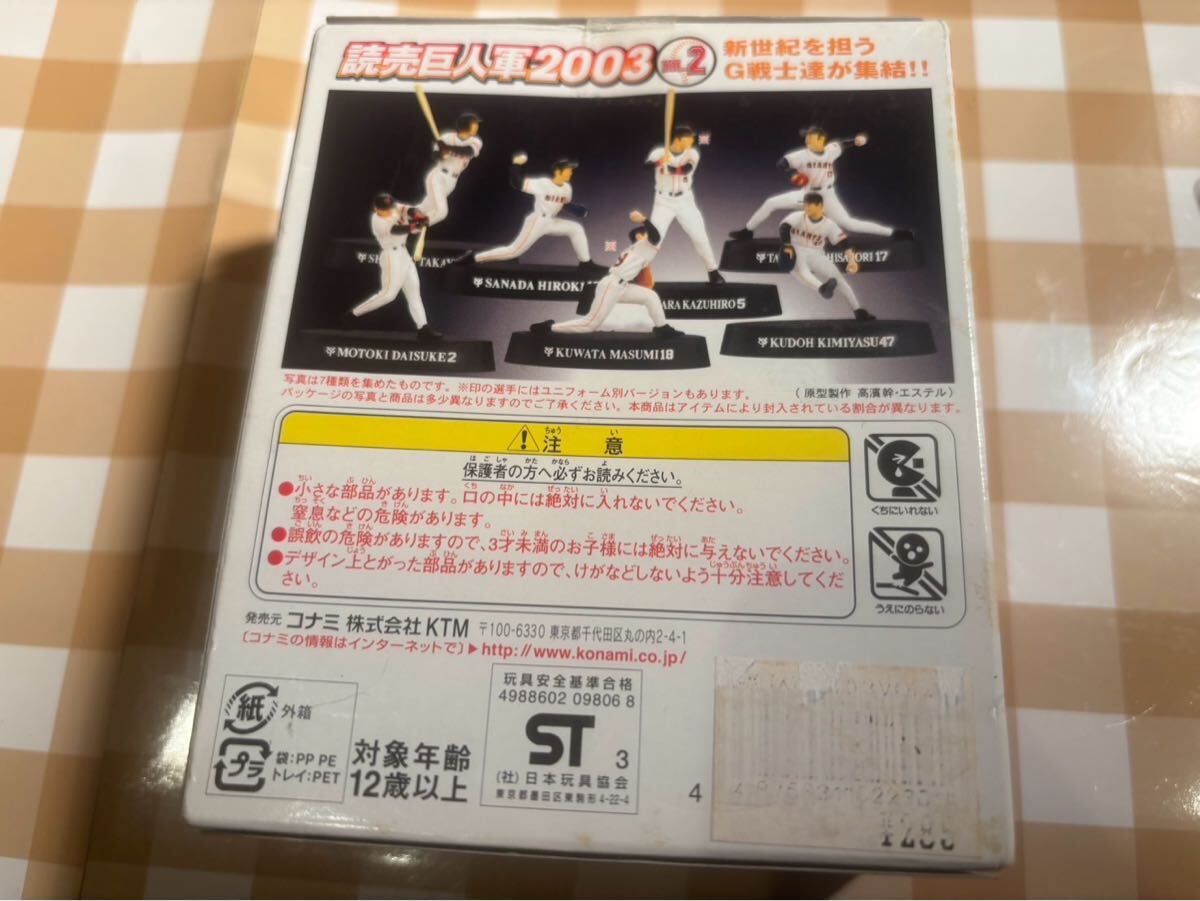 読売巨人軍2003
2
新世紀を担う
G戦士達が集結!!
SANADA HIROKI
17
ARA KAZUHIRO 5
MOTOKI DAISUKE 2
KUWATA MASUMI 18
KUDOH KIMIYASU 47
写真は7種類を集めたものです。※印の選手にはユニフォーム別バージョンもあります。
（原型製作 高濱幹・エステル）
パッケージの写真と商品は多少異なりますのでご了承ください。本商品はアイテムにより封入されている割合が異なります。
注意
保護者の方へ必ずお読みください。
●小さな部品があります。口の中には絶対に入れないでください。
窒息などの危険があります。
●誤飲の危険がありますので、3才未満のお子様には絶対に与えないでください。
●デザイン上とがった部品がありますので、けがなどしないよう十分注意してくだ
さい。
くちにいれない
うえにのらない
発売元 コナミ株式会社KTM 〒100-6330 東京都千代田区丸の内2-4-1
〔コナミの情報はインターネットで〕▶http://www.konami.co.jp/
紙 外箱
プラ 袋:PP PE
トレイ:PET
対象年齢
12歳以上
玩具安全基準合格
4988602 09806 8
ST 3
(社)日本玩具協会
東京都墨田区東駒形4-22-4
4